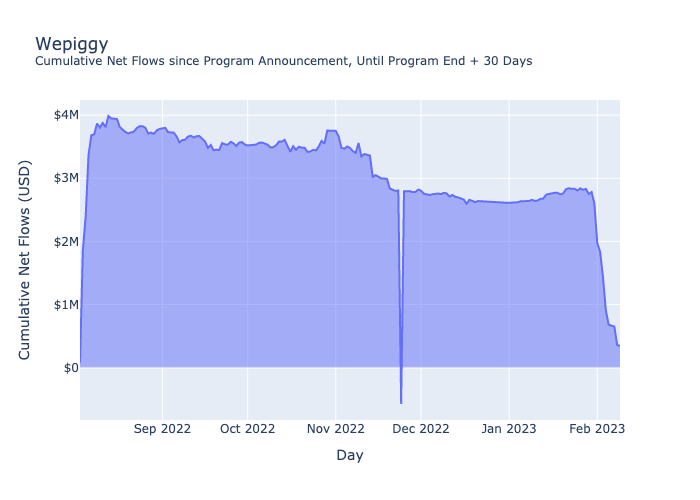 Wepiggy
Cumulative Net Flows since Program Announcement, Until Program End + 30 Days
Cumulative Net Flows (USD)
$4M
$3M
$2M
$1M
$0
Sep 2022
Oct 2022
Nov 2022
Dec 2022
Jan 2023
Feb 2023
Day